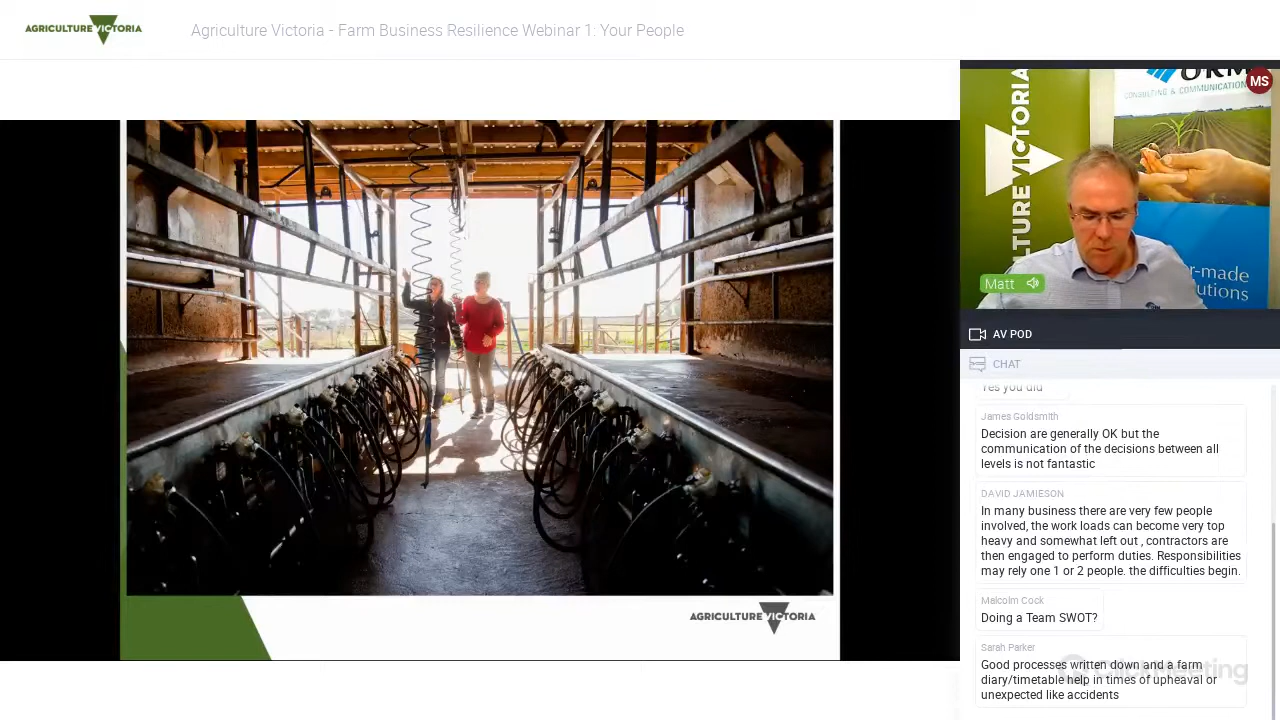 AGRICULTURE VICTORIA
Agriculture Victoria - Farm Business Resilience Webinar 1: Your People
AGRICULTURE VICTORIA
LTURE VICTORIA
ORM
CONSULTING & COMMUNICATION
MS
r-made
utions
Matt
AV POD
CHAT
Yes you did
James Goldsmith
Decision are generally OK but the
communication of the decisions between all
levels is not fantastic
DAVID JAMIESON
In many business there are very few people
involved, the work loads can become very top
heavy and somewhat left out , contractors are
then engaged to perform duties. Responsibilities
may rely one 1 or 2 people. the difficulties begin.
Malcolm Cock
Doing a Team SWOT?
Sarah Parker
Good processes written down and a farm
diary/timetable help in times of upheaval or
unexpected like accidents
ClickMeeting